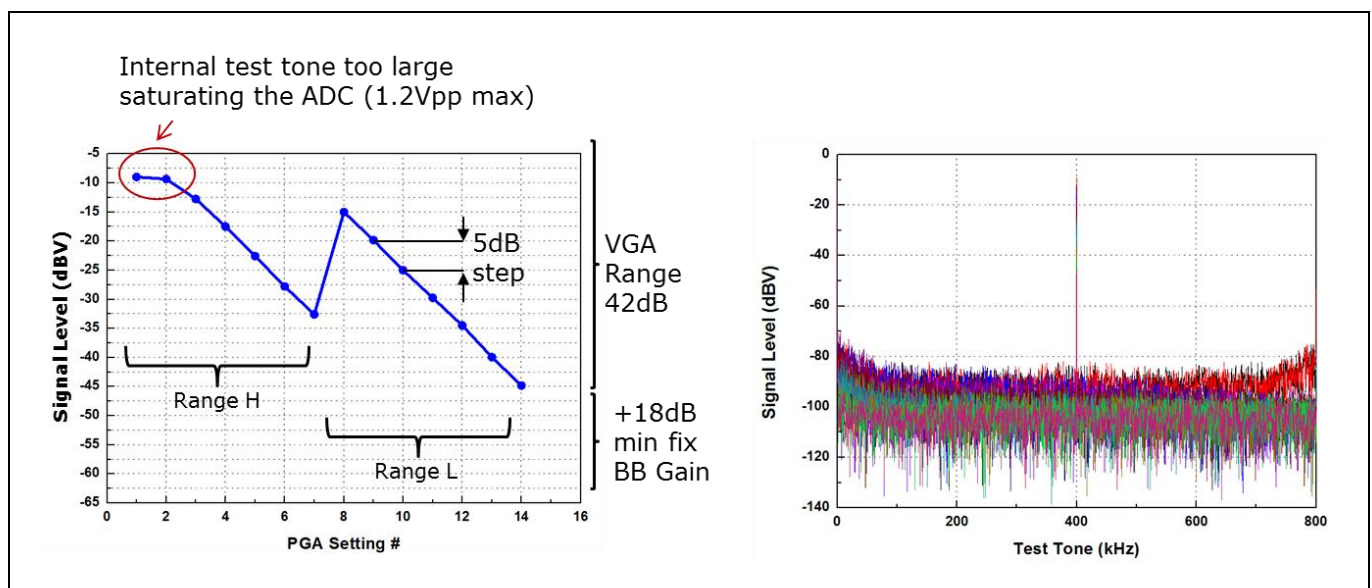 Internal test tone too large
saturating the ADC (1.2Vpp max)
Signal Level (dBV)
-5
-10
-15
-20
-25
-30
-35
-40
-45
-50
-55
-60
-65
0 2 4 6 8 10 12 14 16
PGA Setting #
Range H
Range L
5dB
step
VGA
Range
42dB
+18dB
min fix
BB Gain
Signal Level (dBV)
0
-20
-40
-60
-80
-100
-120
-140
0 200 400 600 800
Test Tone (kHz)